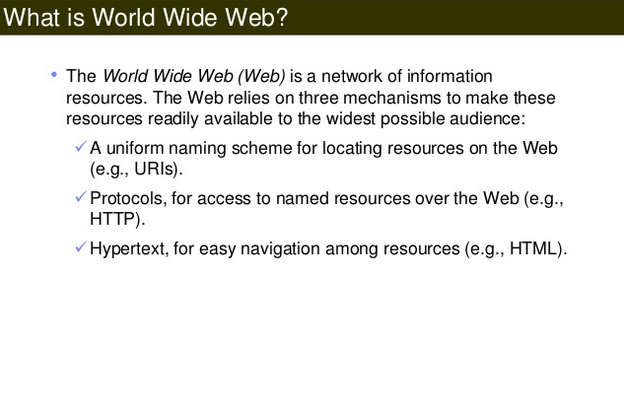 What is World Wide Web?
• The World Wide Web (Web) is a network of information
resources. The Web relies on three mechanisms to make these
resources readily available to the widest possible audience:
✓A uniform naming scheme for locating resources on the Web
(e.g., URIs).
✓Protocols, for access to named resources over the Web (e.g.,
HTTP).
✓Hypertext, for easy navigation among resources (e.g., HTML).